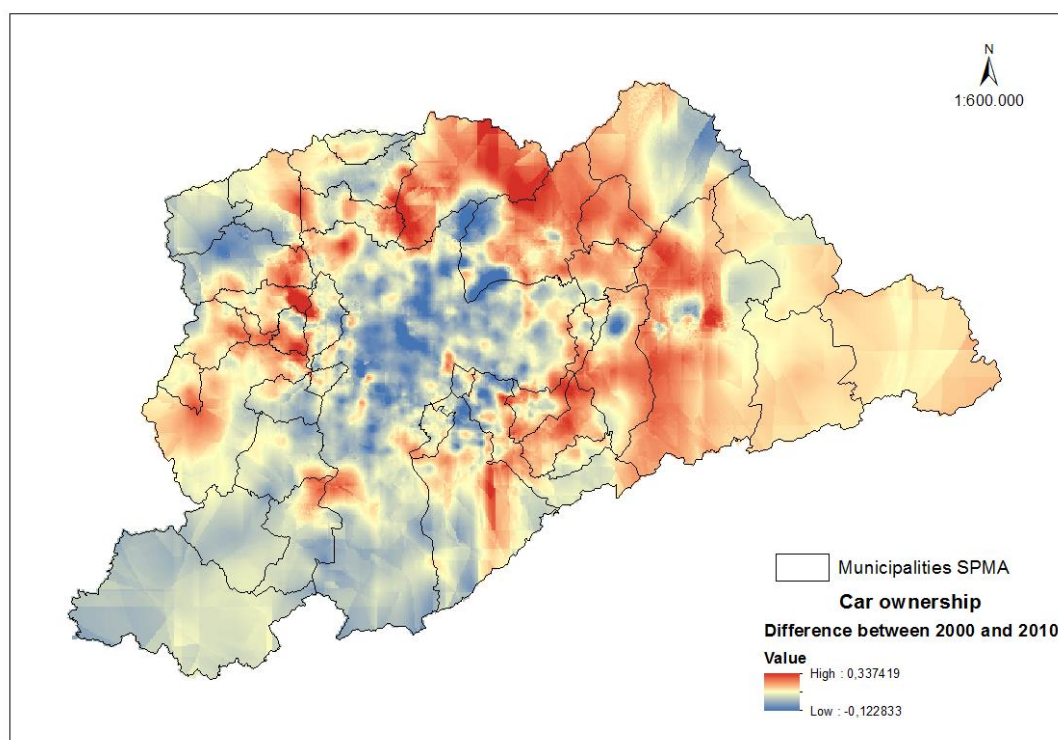 N
1:600.000
Municipalities SPMA
Car ownership
Difference between 2000 and 2010
Value
High : 0,337419
Low : -0,122833